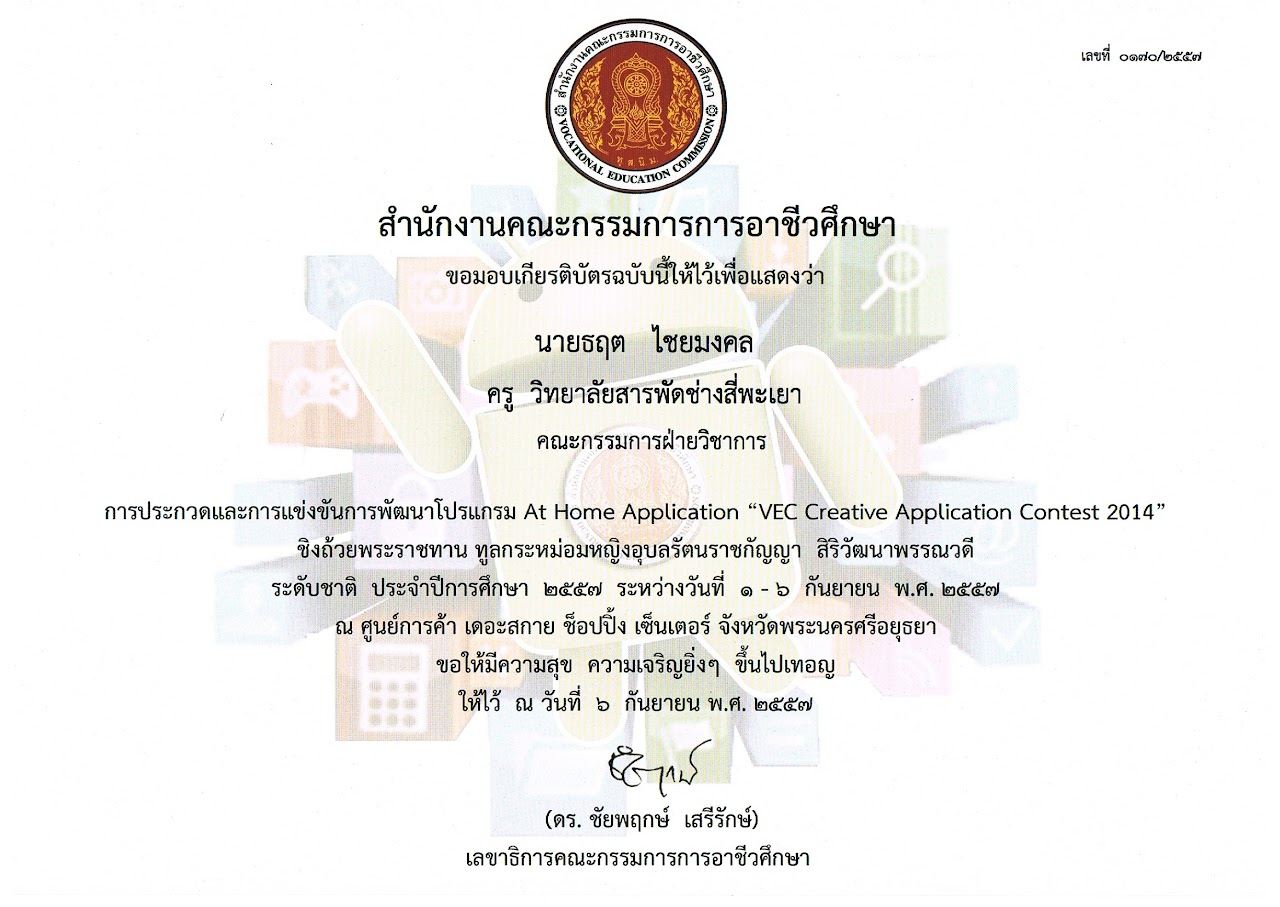 เลขที่ ๐๑๗๐/๒๕๕๗
สำนักงานคณะกรรมการการอาชีวศึกษา
VOCATIONAL EDUCATION COMMISSION
สำนักงานคณะกรรมการการอาชีวศึกษา
ขอมอบเกียรติบัตรฉบับนี้ให้ไว้เพื่อแสดงว่า
นายธฤต ไชยมงคล
ครู วิทยาลัยสารพัดช่างสี่พะเยา
คณะกรรมการฝ่ายวิชาการ
การประกวดและการแข่งขันการพัฒนาโปรแกรม At Home Application “VEC Creative Application Contest 2014”
ชิงถ้วยพระราชทาน ทูลกระหม่อมหญิงอุบลรัตนราชกัญญา สิริวัฒนาพรรณวดี
ระดับชาติ ประจำปีการศึกษา ๒๕๕๗ ระหว่างวันที่ ๑ - ๖ กันยายน พ.ศ. ๒๕๕๗
ณ ศูนย์การค้า เดอะสกาย ช็อปปิ้ง เซ็นเตอร์ จังหวัดพระนครศรีอยุธยา
ขอให้มีความสุข ความเจริญยิ่งๆ ขึ้นไปเทอญ
ให้ไว้ ณ วันที่ ๖ กันยายน พ.ศ. ๒๕๕๗
(ดร. ชัยพฤกษ์ เสรีรักษ์)
เลขาธิการคณะกรรมการการอาชีวศึกษา